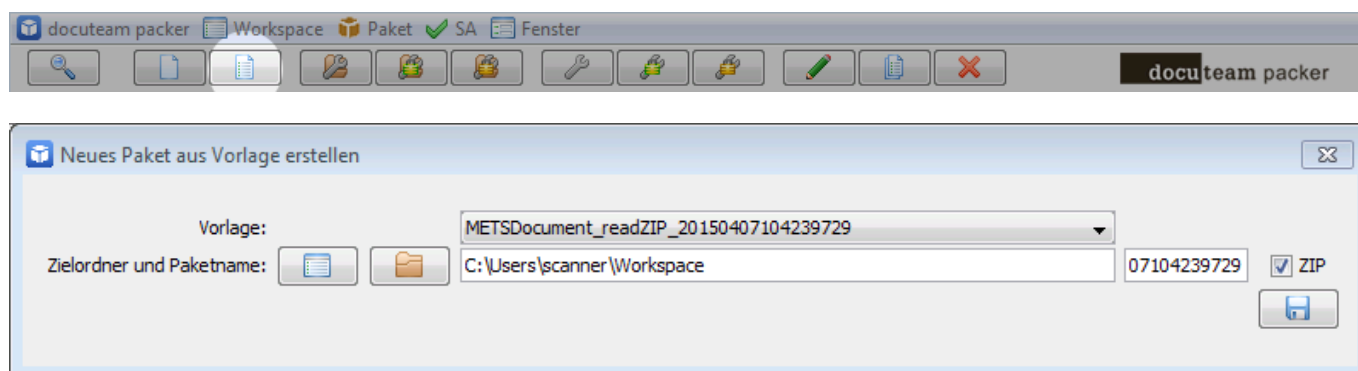 docuteam packer Workspace Paket SA Fenster
docuteam packer
Neues Paket aus Vorlage erstellen
Vorlage: METSDocument_readZIP_20150407104239729
Zielordner und Paketname: C:\Users\scanner\Workspace 07104239729 ZIP